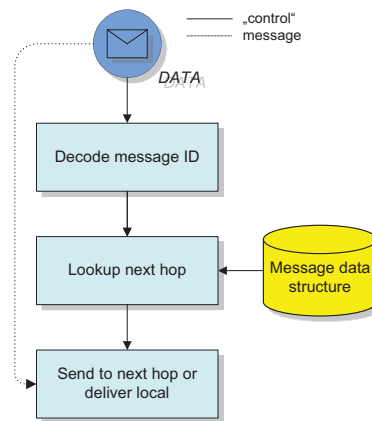 „control“
message
DATA
Decode message ID
Lookup next hop
Message data
structure
Send to next hop or
deliver local